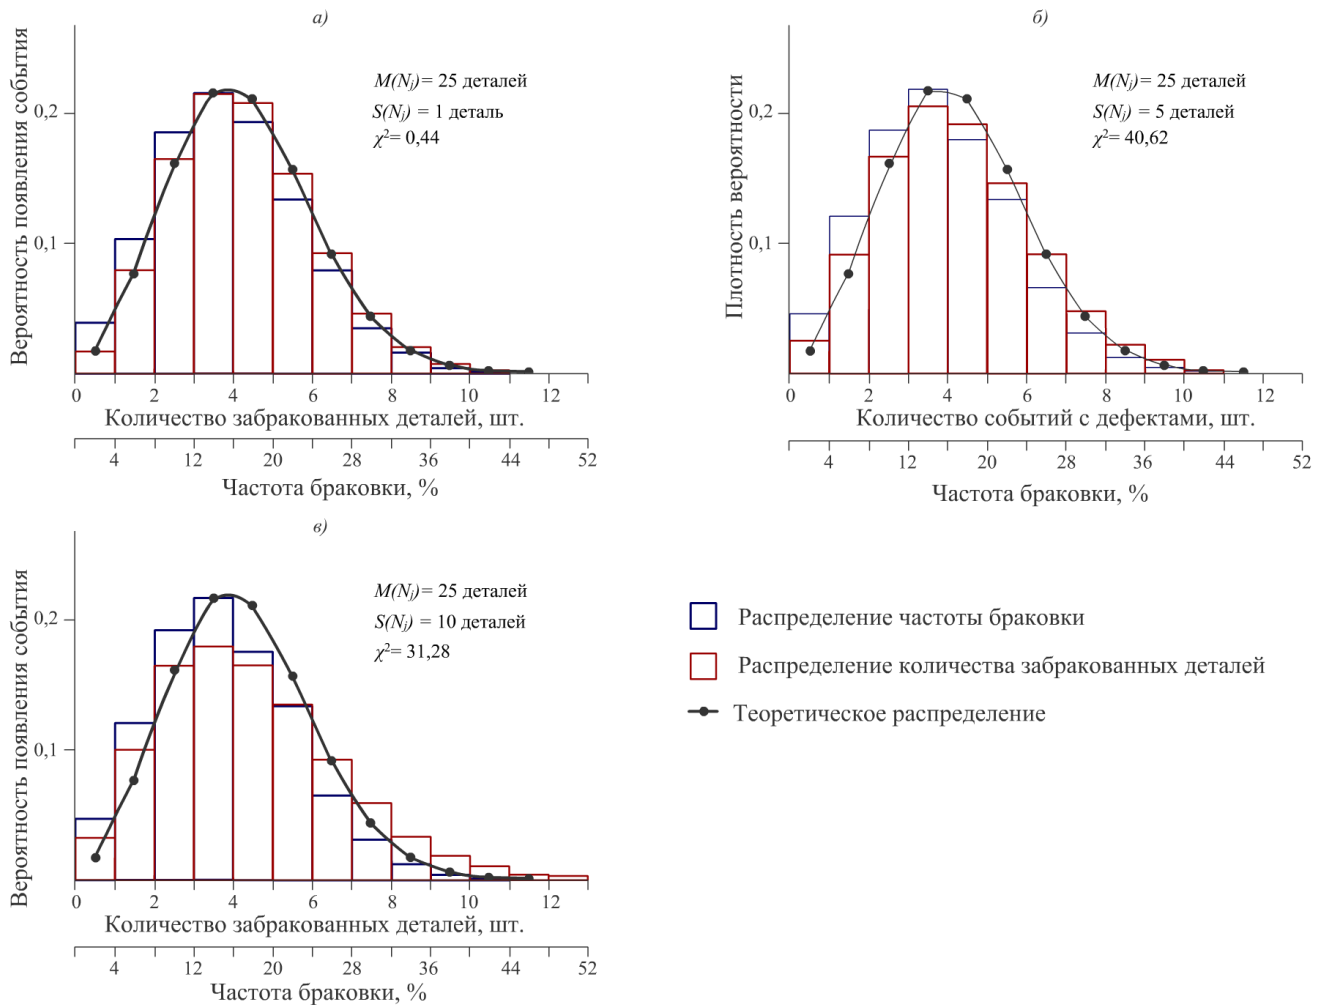 а)
Вероятность появления события
0,2
0,1
M(Nj)= 25 деталей
S(Nj) = 1 деталь
χ²= 0,44
0 2 4 6 8 10 12
Количество забракованных деталей, шт.
4 12 20 28 36 44 52
Частота браковки, %
б)
Плотность вероятности
0,2
0,1
M(Nj)= 25 деталей
S(Nj) = 5 деталей
χ²= 40,62
0 2 4 6 8 10 12
Количество событий с дефектами, шт.
4 12 20 28 36 44 52
Частота браковки, %
в)
Вероятность появления события
0,2
0,1
M(Nj)= 25 деталей
S(Nj) = 10 деталей
χ²= 31,28
0 2 4 6 8 10 12
Количество забракованных деталей, шт.
4 12 20 28 36 44 52
Частота браковки, %
Распределение частоты браковки
Распределение количества забракованных деталей
Теоретическое распределение